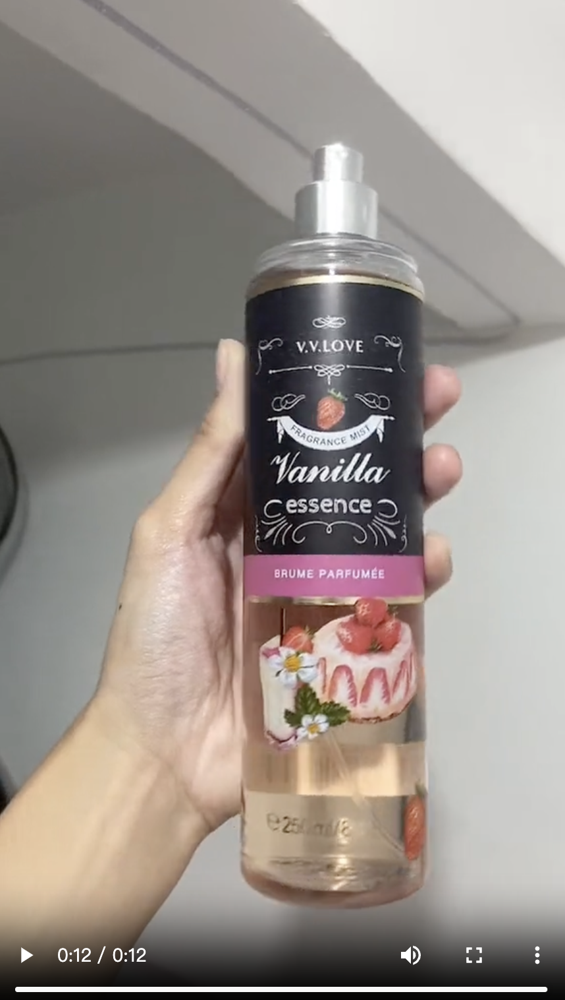 V.V.LOVE
FRAGRANCE MIST
Vanilla
essence
BRUME PARFUMÉE
0:12 / 0:12